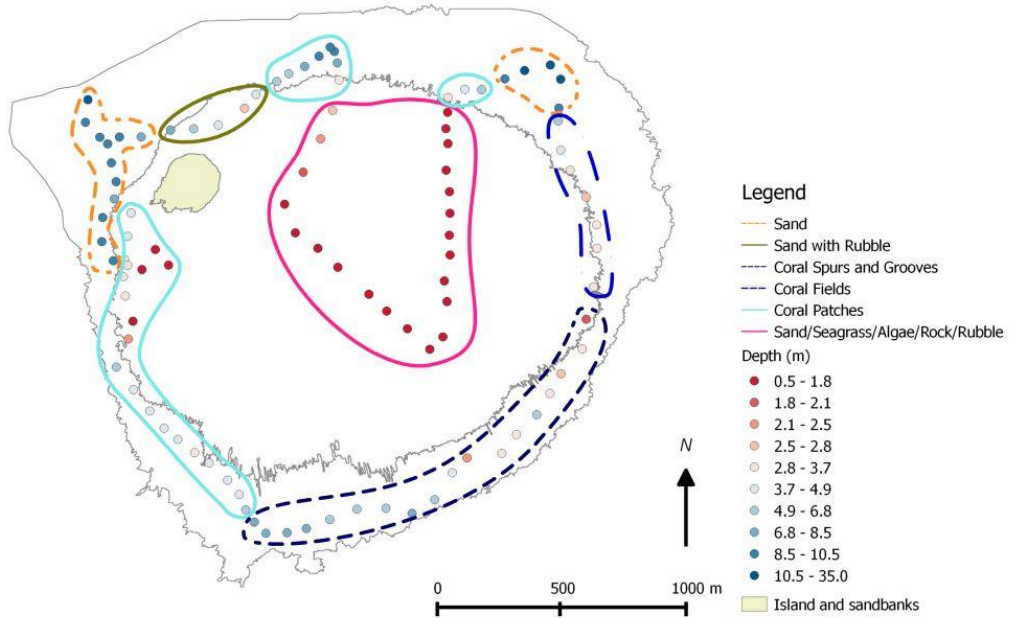 Legend
Sand
Sand with Rubble
Coral Spurs and Grooves
Coral Fields
Coral Patches
Sand/Seagrass/Algae/Rock/Rubble
Depth (m)
0.5 - 1.8
1.8 - 2.1
2.1 - 2.5
2.5 - 2.8
2.8 - 3.7
3.7 - 4.9
4.9 - 6.8
6.8 - 8.5
8.5 - 10.5
10.5 - 35.0
Island and sandbanks
N
0 500 1000 m